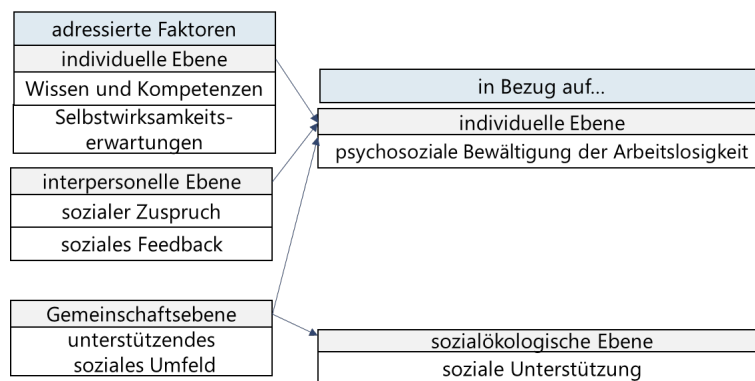 adressierte Faktoren
individuelle Ebene
Wissen und Kompetenzen
Selbstwirksamkeits-
erwartungen
interpersonelle Ebene
sozialer Zuspruch
soziales Feedback
Gemeinschaftsebene
unterstützendes
soziales Umfeld
in Bezug auf...
individuelle Ebene
psychosoziale Bewältigung der Arbeitslosigkeit
sozialökologische Ebene
soziale Unterstützung